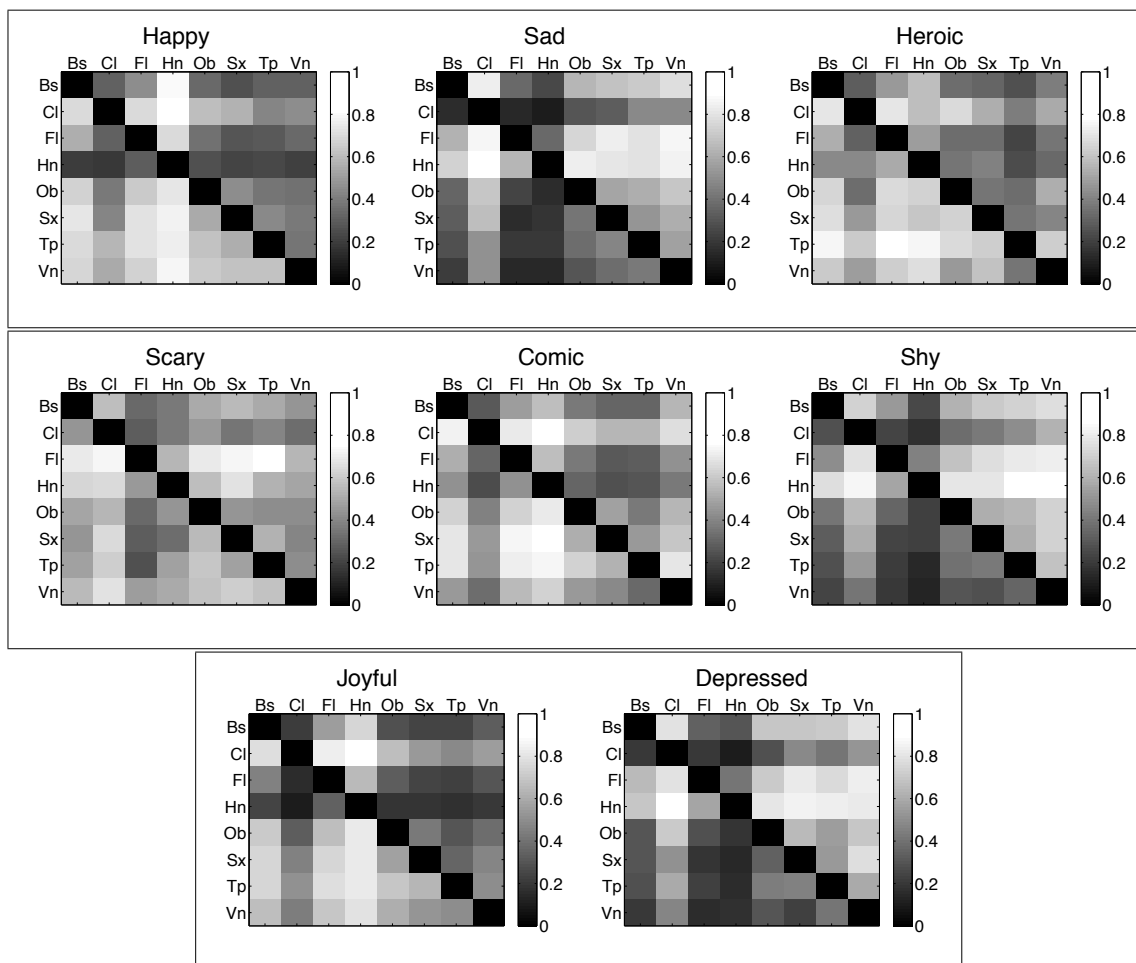 Happy Sad Heroic
Bs Cl Fl Hn Ob Sx Tp Vn Bs Cl Fl Hn Ob Sx Tp Vn Bs Cl Fl Hn Ob Sx Tp Vn
1 1 1
Bs Bs Bs
0.8 0.8 0.8
Cl Cl Cl
Fl Fl Fl
0.6 0.6 0.6
Hn Hn Hn
Ob Ob Ob
0.4 0.4 0.4
Sx Sx Sx
0.2 0.2 0.2
Tp Tp Tp
Vn Vn Vn
0 0 0
Scary Comic Shy
Bs Cl Fl Hn Ob Sx Tp Vn Bs Cl Fl Hn Ob Sx Tp Vn Bs Cl Fl Hn Ob Sx Tp Vn
1 1 1
Bs Bs Bs
0.8 0.8 0.8
Cl Cl Cl
Fl Fl Fl
0.6 0.6 0.6
Hn Hn Hn
Ob Ob Ob
0.4 0.4 0.4
Sx Sx Sx
0.2 0.2 0.2
Tp Tp Tp
Vn Vn Vn
0 0 0
Joyful Depressed
Bs Cl Fl Hn Ob Sx Tp Vn Bs Cl Fl Hn Ob Sx Tp Vn
1 1
Bs Bs
0.8 0.8
Cl Cl
Fl Fl
0.6 0.6
Hn Hn
Ob Ob
0.4 0.4
Sx Sx
0.2 0.2
Tp Tp
Vn Vn
0 0